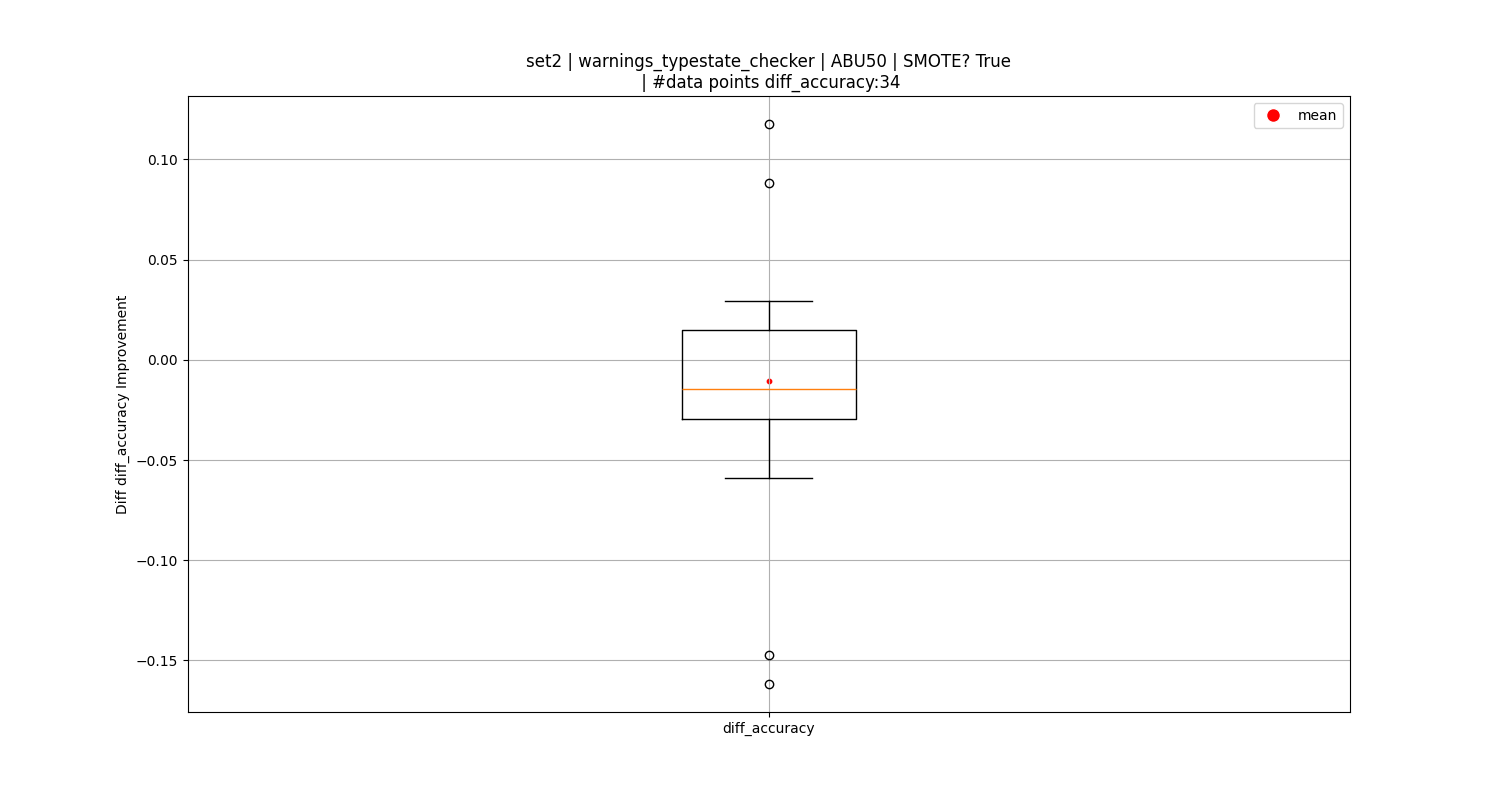 set2 | warnings_typestate_checker | ABU50 | SMOTE? True
| #data points diff_accuracy:34
mean
Diff diff_accuracy Improvement
0.10
0.05
0.00
−0.05
−0.10
−0.15
diff_accuracy